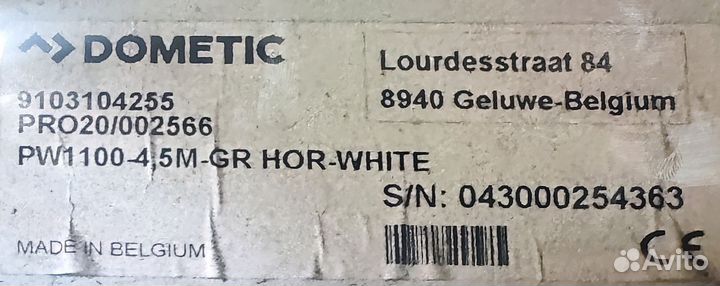 DOMETIC
Lourdesstraat 84
8940 Geluwe-Belgium
9103104255
PRO20/002566
PW1100-4,5M-GR HOR-WHITE
S/N: 043000254363
MADE IN BELGIUM
CE
Avito